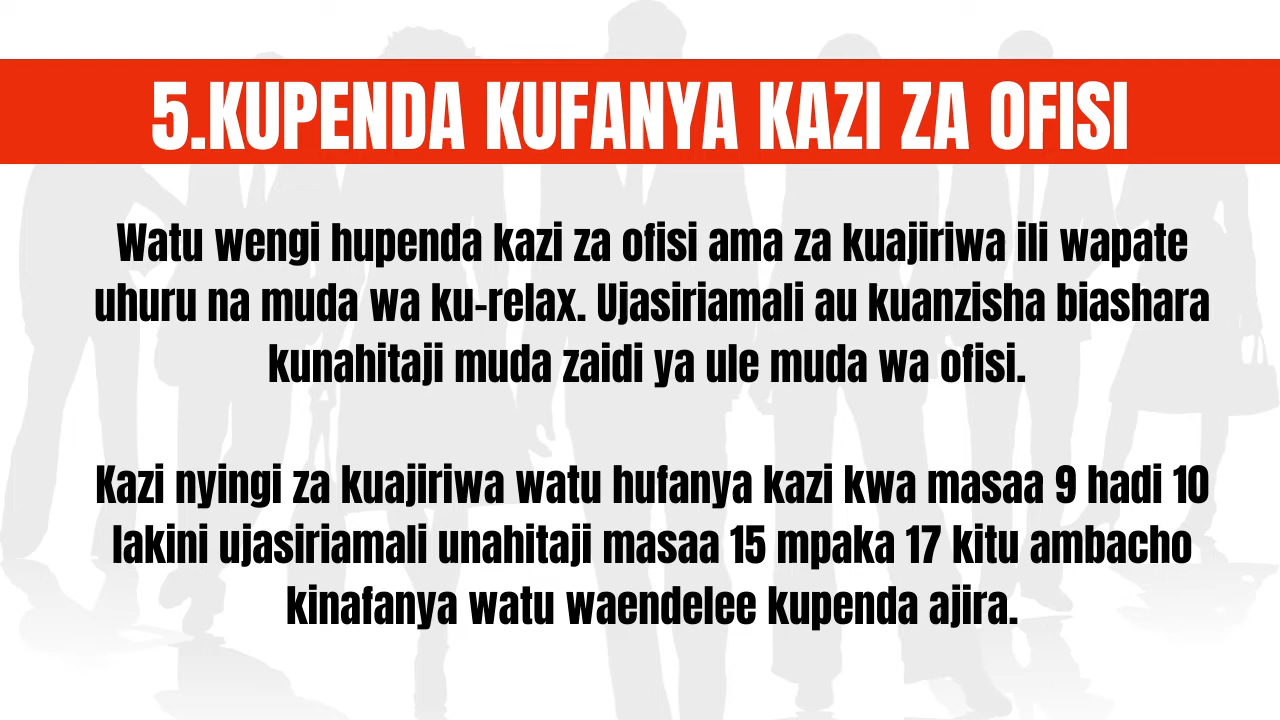 5.KUPENDA KUFANYA KAZI ZA OFISI
Watu wengi hupenda kazi za ofisi ama za kuajiriwa ili wapate
uhuru na muda wa ku-relax. Ujasiriamali au kuanzisha biashara
kunahitaji muda zaidi ya ule muda wa ofisi.
Kazi nyingi za kuajiriwa watu hufanya kazi kwa masaa 9 hadi 10
lakini ujasiriamali unahitaji masaa 15 mpaka 17 kitu ambacho
kinafanya watu waendelee kupenda ajira.